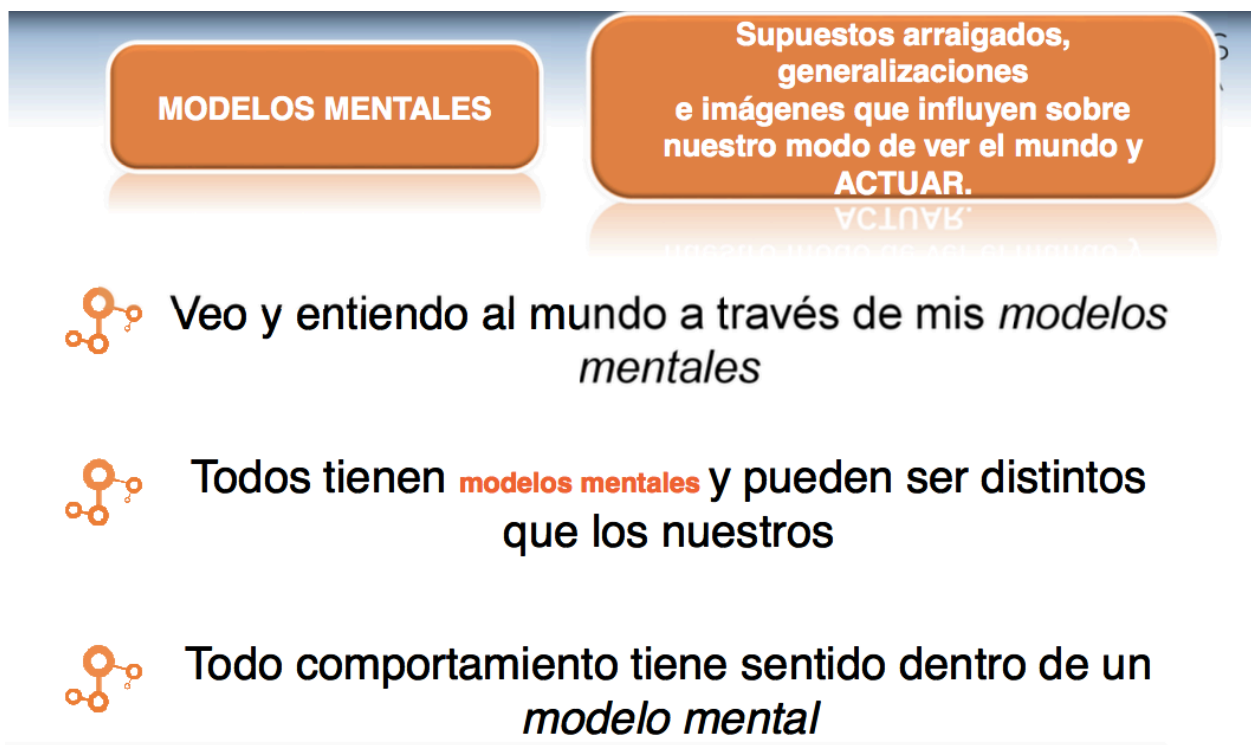 MODELOS MENTALES
Supuestos arraigados,
generalizaciones
e imágenes que influyen sobre
nuestro modo de ver el mundo y
ACTUAR.
Veo y entiendo al mundo a través de mis modelos
mentales
Todos tienen modelos mentales y pueden ser distintos
que los nuestros
Todo comportamiento tiene sentido dentro de un
modelo mental